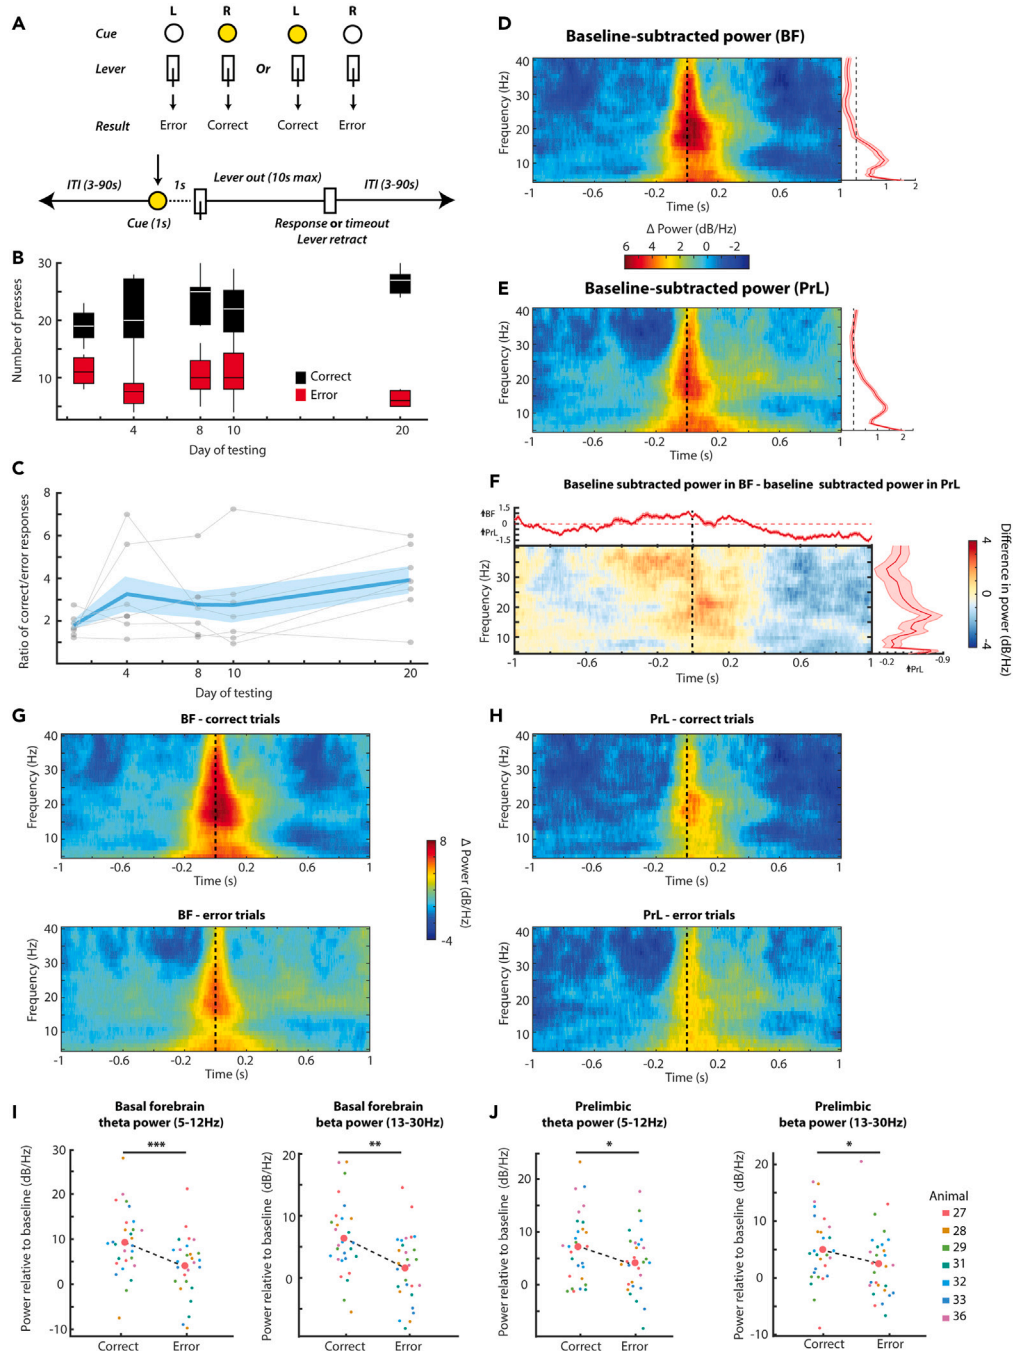 A
L R L R
Cue
Lever Or
Result Error Correct Correct Error
ITI (3-90s) 1s Lever out (10s max) ITI (3-90s)
Cue (1s) Response or timeout
Lever retract
B
Number of presses
30
20
10
Correct
Error
4 8 10 20
Day of testing
C
Ratio of correct/error responses
8
6
4
2
4 8 10 20
Day of testing
D
Baseline-subtracted power (BF)
Frequency (Hz)
40
30
20
10
-1 -0.6 -0.2 0.2 0.6 1
1 2
Time (s)
Δ Power (dB/Hz)
6 4 2 0 -2
E
Baseline-subtracted power (PrL)
Frequency (Hz)
40
30
20
10
-1 -0.6 -0.2 0.2 0.6 1
1 2
Time (s)
F
Baseline subtracted power in BF - baseline subtracted power in PrL
1.5
0
-1.5
BF
PrL
Frequency (Hz)
30
20
10
-1 -0.6 -0.2 0.2 0.6 1
Time (s)
-0.2 -0.9
PrL
4
0
-4
Difference in power (dB/Hz)
G
BF - correct trials
Frequency (Hz)
40
30
20
10
-1 -0.6 -0.2 0.2 0.6 1
Time (s)
8
-4
Δ Power (dB/Hz)
BF - error trials
Frequency (Hz)
40
30
20
10
-1 -0.6 -0.2 0.2 0.6 1
Time (s)
H
PrL - correct trials
Frequency (Hz)
40
30
20
10
-1 -0.6 -0.2 0.2 0.6 1
Time (s)
PrL - error trials
Frequency (Hz)
40
30
20
10
-1 -0.6 -0.2 0.2 0.6 1
Time (s)
I
Basal forebrain
theta power (5-12Hz)
***
Power relative to baseline (dB/Hz)
30
20
10
0
-10
Correct Error
Basal forebrain
beta power (13-30Hz)
**
Power relative to baseline (dB/Hz)
20
10
0
Correct Error
J
Prelimbic
theta power (5-12Hz)
*
Power relative to baseline (dB/Hz)
20
10
0
Correct Error
Prelimbic
beta power (13-30Hz)
*
Power relative to baseline (dB/Hz)
20
10
0
-10
Correct Error
Animal
27
28
29
31
32
33
36